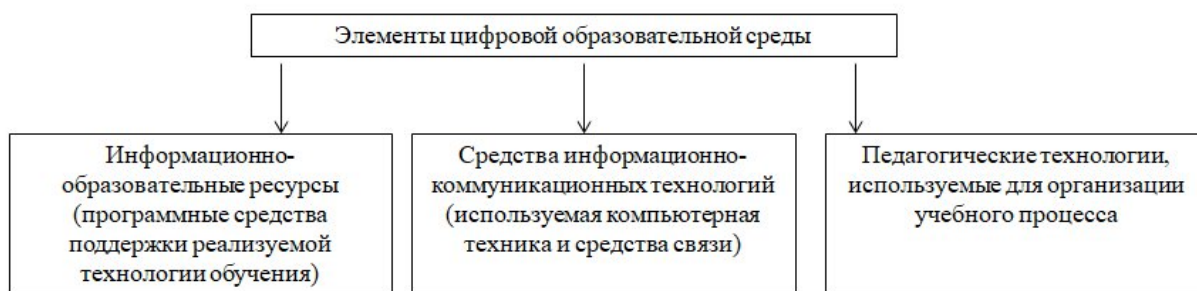 Элементы цифровой образовательной среды
Информационно-
образовательные ресурсы
(программные средства
поддержки реализуемой
технологии обучения)
Средства информационно-
коммуникационных технологий
(используемая компьютерная
техника и средства связи)
Педагогические технологии,
используемые для организации
учебного процесса